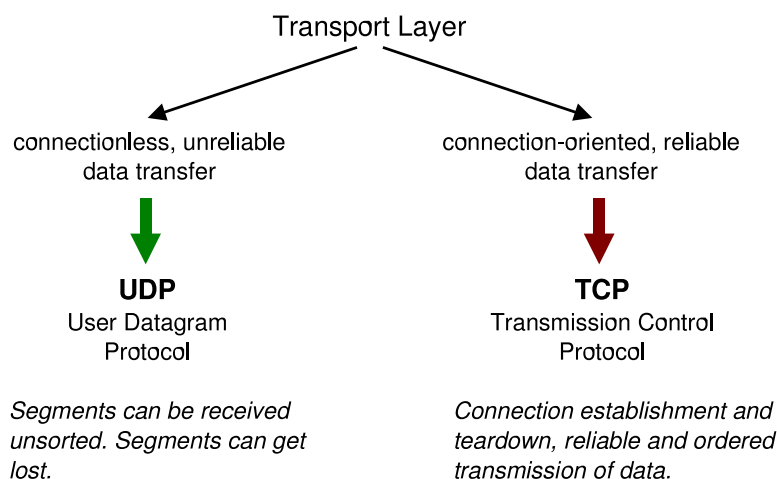 Transport Layer
connectionless, unreliable
data transfer
connection-oriented, reliable
data transfer
UDP
User Datagram
Protocol
TCP
Transmission Control
Protocol
Segments can be received
unsorted. Segments can get
lost.
Connection establishment and
teardown, reliable and ordered
transmission of data.